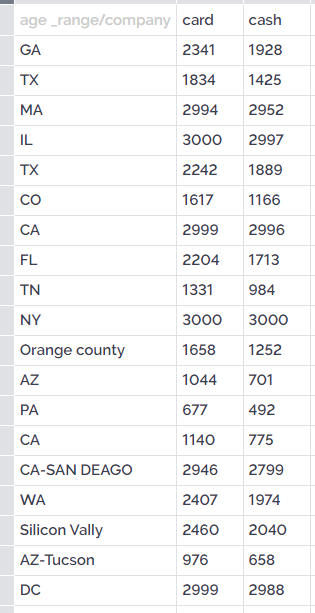 age _range/company card cash
GA 2341 1928
TX 1834 1425
MA 2994 2952
IL 3000 2997
TX 2242 1889
CO 1617 1166
CA 2999 2996
FL 2204 1713
TN 1331 984
NY 3000 3000
Orange county 1658 1252
AZ 1044 701
PA 677 492
CA 1140 775
CA-SAN DEAGO 2946 2799
WA 2407 1974
Silicon Vally 2460 2040
AZ-Tucson 976 658
DC 2999 2988